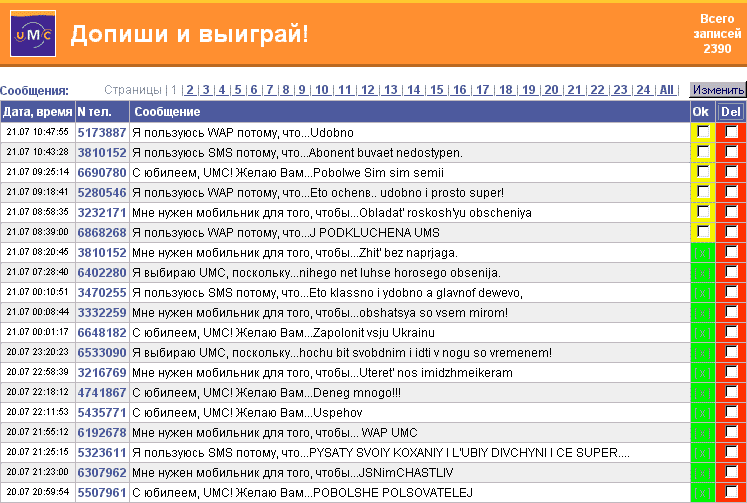 UMC
Допиши и выиграй!
Всего
записей
2390
Сообщения: Страницы | 1 | 2 | 3 | 4 | 5 | 6 | 7 | 8 | 9 | 10 | 11 | 12 | 13 | 14 | 15 | 16 | 17 | 18 | 19 | 20 | 21 | 22 | 23 | 24 | All | Изменить
Дата, время N тел. Сообщение Ok Del
21.07 10:47:55 5173887 Я пользуюсь WAP потому, что...Udobno
21.07 10:43:28 3810152 Я пользуюсь SMS потому, что...Abonent buvaet nedostypen.
21.07 09:25:14 6690780 С юбилеем, UMC! Желаю Вам...Pobolwe Sim sim semii
21.07 09:18:41 5280546 Я пользуюсь WAP потому, что...Eto ochenв.. udobno i prosto super!
21.07 08:58:35 3232171 Мне нужен мобильник для того, чтобы...Obladat' roskosh'yu obscheniya
21.07 08:39:00 6868268 Я пользуюсь WAP потому, что...J PODKLUCHENA UMS
21.07 08:20:45 3810152 Мне нужен мобильник для того, чтобы...Zhit' bez naprjaga. [x]
21.07 07:28:40 6402280 Я выбираю UMC, поскольку...nihego net luhse horosego obsenija. [x]
21.07 00:10:51 3470255 Я пользуюсь SMS потому, что...Eto klassno i ydobno a glavnof dewevo, [x]
21.07 00:08:44 3332259 Мне нужен мобильник для того, чтобы...obshatsya so vsem mirom! [x]
21.07 00:01:17 6648182 С юбилеем, UMC! Желаю Вам...Zapolonit vsju Ukrainu [x]
20.07 23:20:23 6533090 Я выбираю UMC, поскольку...hochu bit svobdnim i idti v nogu so vremenem! [x]
20.07 22:58:39 3216769 Мне нужен мобильник для того, чтобы...Uteret' nos imidzhmeikeram [x]
20.07 22:18:12 4741867 С юбилеем, UMC! Желаю Вам...Deneg mnogo!!! [x]
20.07 22:11:53 5435771 С юбилеем, UMC! Желаю Вам...Uspehov [x]
20.07 21:55:12 6192678 Мне нужен мобильник для того, чтобы... WAP UMC [x]
20.07 21:25:15 5323611 Я пользуюсь SMS потому, что...PYSATY SVOIY KOXANIY I L'UBIY DIVCHYNI I CE SUPER.... [x]
20.07 21:23:00 6307962 Мне нужен мобильник для того, чтобы...JSNimCHASTLIV [x]
20.07 20:59:54 5507961 С юбилеем, UMC! Желаю Вам...POBOLSHE POLSOVATELEJ [x]